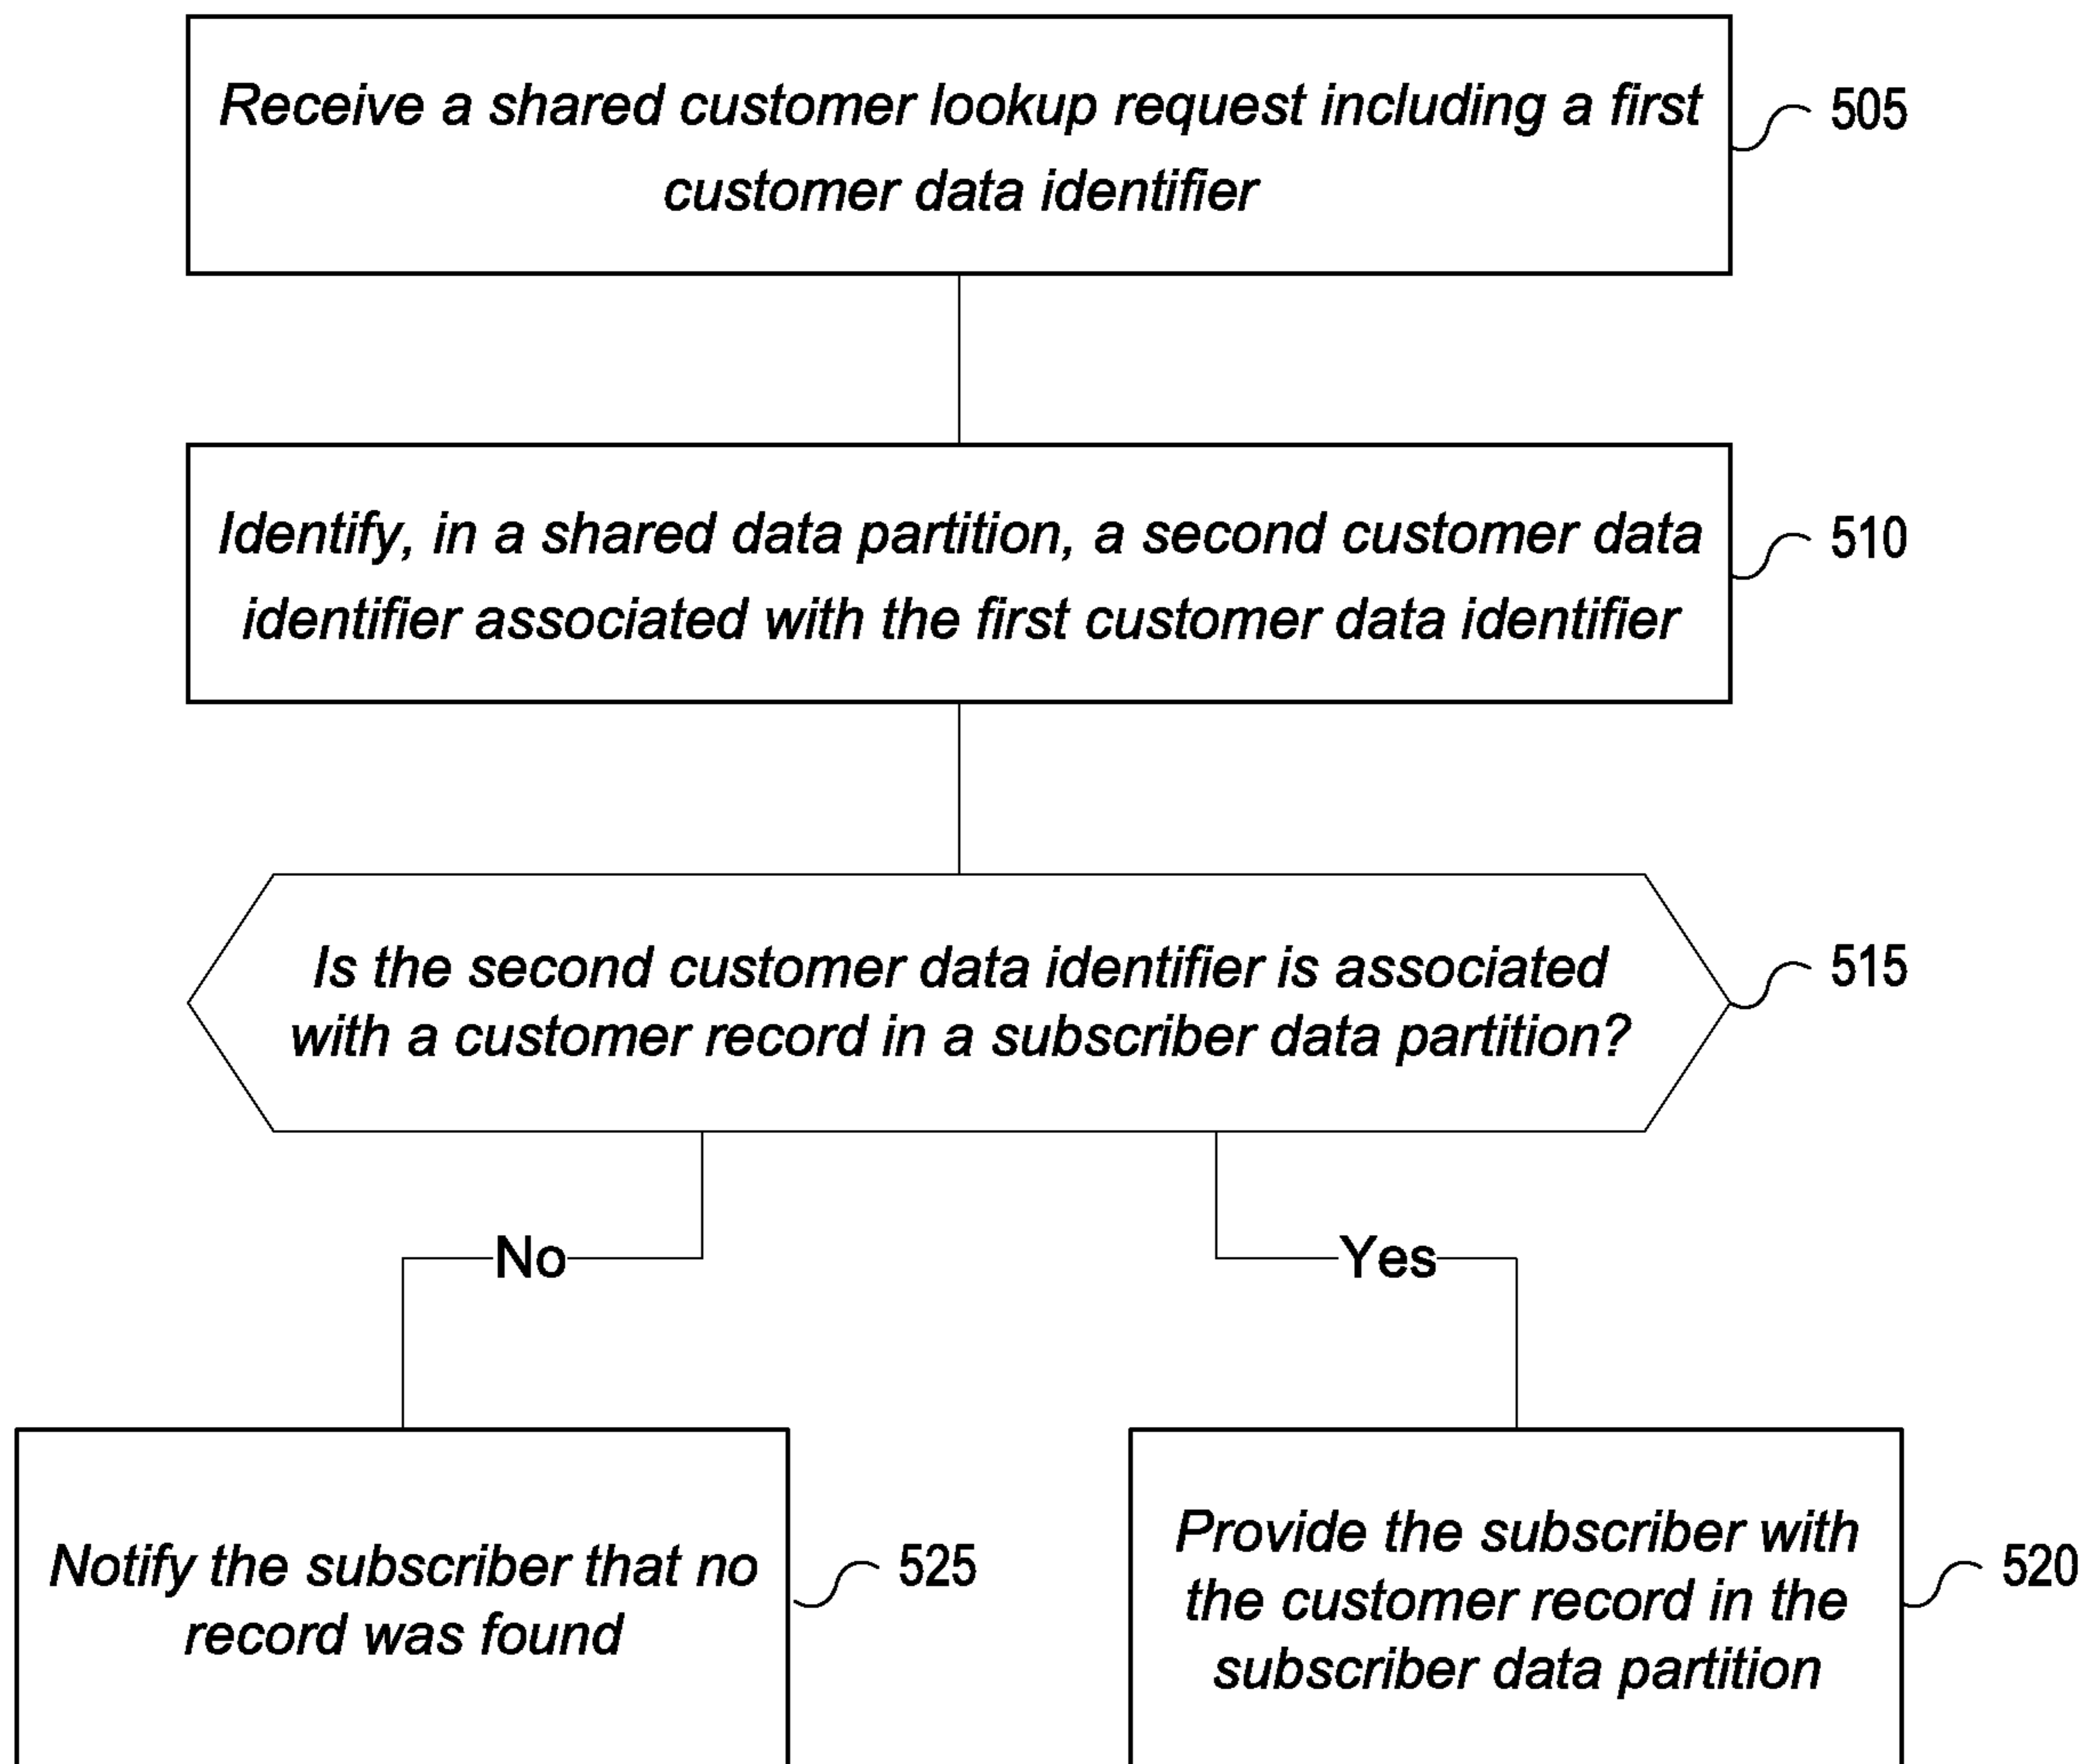 Receive a shared customer lookup request including a first
customer data identifier
505
Identify, in a shared data partition, a second customer data
identifier associated with the first customer data identifier
510
Is the second customer data identifier is associated
with a customer record in a subscriber data partition?
515
No
Yes
Notify the subscriber that no
record was found
525
Provide the subscriber with
the customer record in the
subscriber data partition
520